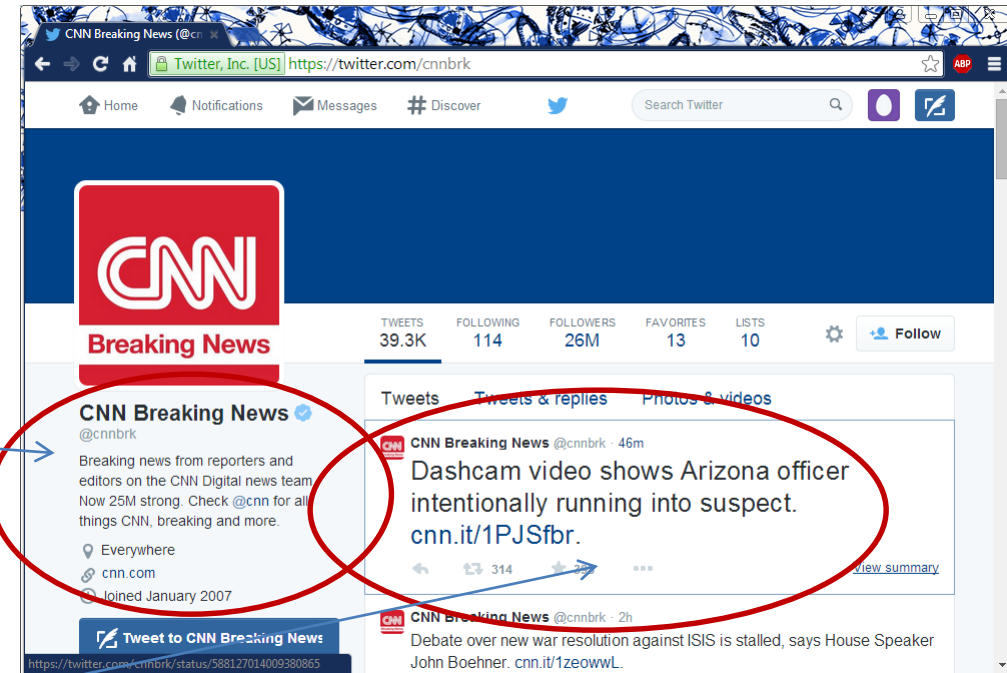 CNN Breaking News (@cn
Twitter, Inc. [US] https://twitter.com/cnnbrk
ABP
Home Notifications Messages Discover Search Twitter
CNN
Breaking News
TWEETS FOLLOWING FOLLOWERS FAVORITES LISTS
39.3K 114 26M 13 10 Follow
CNN Breaking News
@cnnbrk
Breaking news from reporters and
editors on the CNN Digital news team
Now 25M strong. Check @cnn for all
things CNN, breaking and more.
Everywhere
cnn.com
Joined January 2007
Tweet to CNN Breaking News
https://twitter.com/cnnbrk/status/588127014009380865
Tweets Tweets & replies Photos & videos
CNN Breaking News @cnnbrk · 46m
Dashcam video shows Arizona officer
intentionally running into suspect.
cnn.it/1PJSfbr.
314 View summary
CNN Breaking News @cnnbrk · 2h
Debate over new war resolution against ISIS is stalled, says House Speaker
John Boehner. cnn.it/1zeowwL.